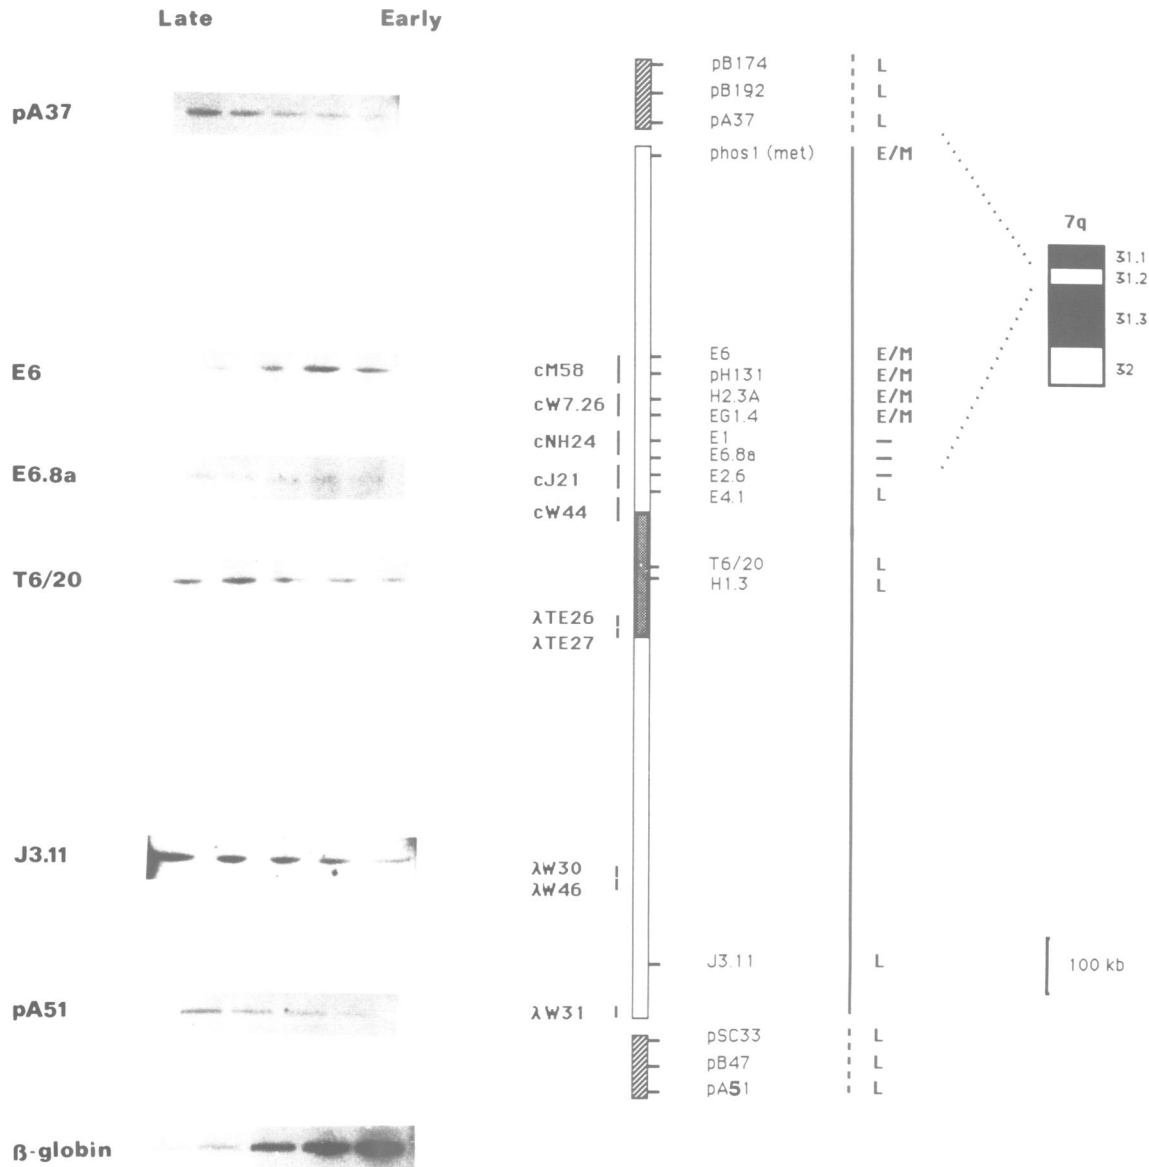 Late Early
pA37
E6
E6.8a
T6/20
J3.11
pA51
β-globin
cM58
cW7.26
cNH24
cJ21
cW44
λTE26
λTE27
λW30
λW46
λW31
pB174 L
pB192 L
pA37 L
phos1 (met) E/M
E6 E/M
pH131 E/M
H2.3A E/M
EG1.4 E/M
E1 –
E6.8a –
E2.6 –
E4.1 L
T6/20 L
H1.3 L
J3.11 L
pSC33 L
pB47 L
pA51 L
7q
31.1
31.2
31.3
32
100 kb